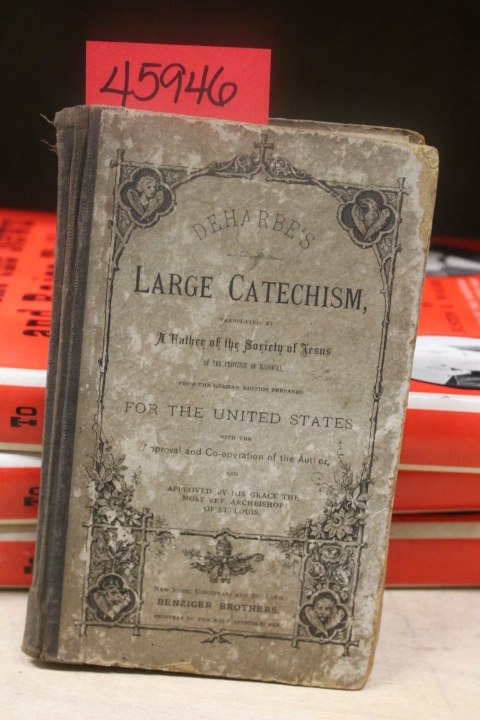 45946
DEHARBE'S
LARGE CATECHISM,
TRANSLATED BY
A Father of the Society of Jesus
OF THE PROVINCE OF MISSOURI,
FROM THE GERMAN EDITION PREPARED
FOR THE UNITED STATES
WITH THE
Approval and Co-operation of the Author,
AND
APPROVED BY HIS GRACE THE
MOST REV. ARCHBISHOP
OF ST. LOUIS.
NEW YORK, CINCINNATI AND ST. LOUIS:
BENZIGER BROTHERS,
PRINTERS TO THE HOLY APOSTOLIC SEE.
To
To
To